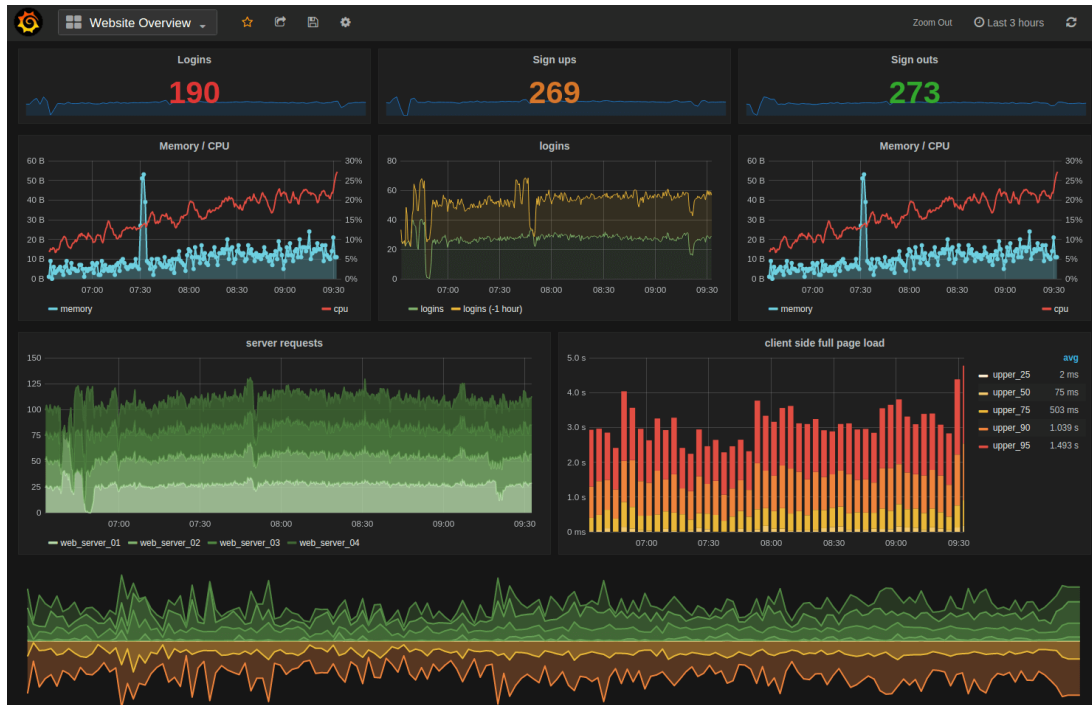 Website Overview
Zoom Out
Last 3 hours
Logins
190
Sign ups
269
Sign outs
273
Memory / CPU
60 B
50 B
40 B
30 B
20 B
10 B
0 B
30%
25%
20%
15%
10%
5%
0%
07:00 07:30 08:00 08:30 09:00 09:30
memory cpu
logins
80
60
40
20
0
07:00 07:30 08:00 08:30 09:00 09:30
logins logins (-1 hour)
Memory / CPU
60 B
50 B
40 B
30 B
20 B
10 B
0 B
30%
25%
20%
15%
10%
5%
0%
07:00 07:30 08:00 08:30 09:00 09:30
memory cpu
server requests
150
125
100
75
50
25
0
07:00 07:30 08:00 08:30 09:00 09:30
web_server_01 web_server_02 web_server_03 web_server_04
client side full page load
5.0 s
4.0 s
3.0 s
2.0 s
1.0 s
0 ms
07:00 07:30 08:00 08:30 09:00 09:30
avg
upper_25 2 ms
upper_50 75 ms
upper_75 503 ms
upper_90 1.039 s
upper_95 1.493 s